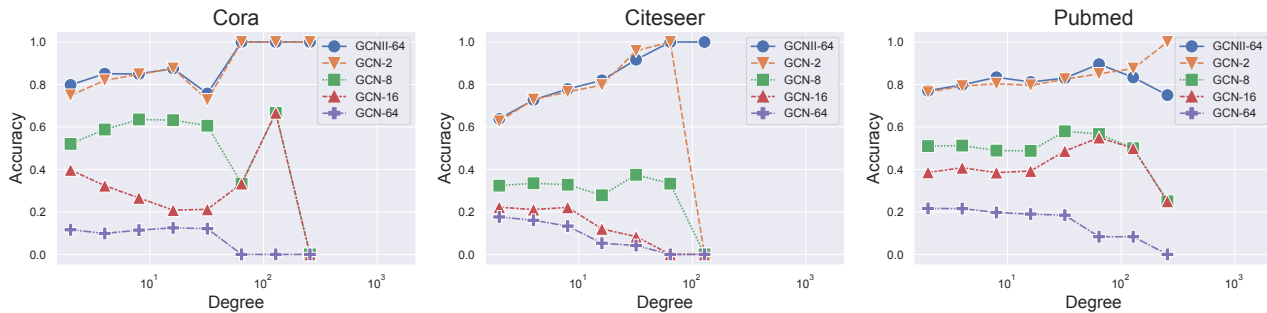 Cora
Accuracy
1.0
0.8
0.6
0.4
0.2
0.0
GCNII-64
GCN-2
GCN-8
GCN-16
GCN-64
10¹
10²
10³
Degree
Citeseer
Accuracy
1.0
0.8
0.6
0.4
0.2
0.0
GCNII-64
GCN-2
GCN-8
GCN-16
GCN-64
10¹
10²
10³
Degree
Pubmed
Accuracy
1.0
0.8
0.6
0.4
0.2
0.0
GCNII-64
GCN-2
GCN-8
GCN-16
GCN-64
10¹
10²
10³
Degree